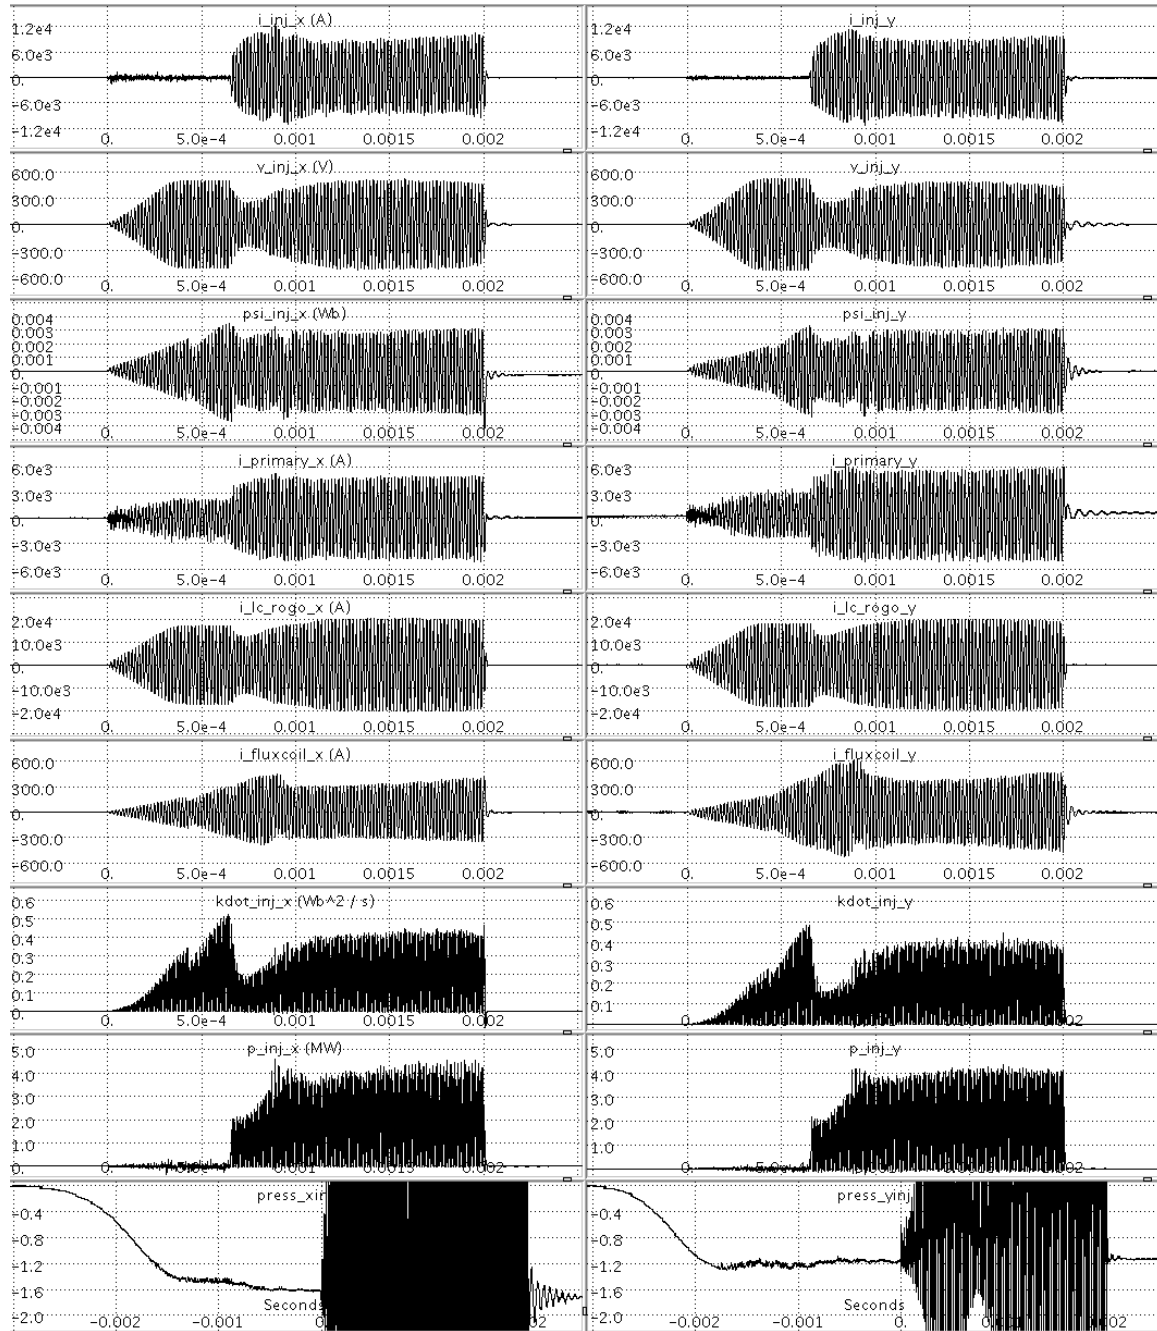 i_inj_x (A)
1.2e4
6.0e3
0.
-6.0e3
-1.2e4
0. 5.0e-4 0.001 0.0015 0.002
i_inj_y
1.2e4
6.0e3
0.
-6.0e3
-1.2e4
0. 5.0e-4 0.001 0.0015 0.002
v_inj_x (V)
600.0
300.0
0.
-300.0
-600.0
0. 5.0e-4 0.001 0.0015 0.002
v_inj_y
600.0
300.0
0.
-300.0
-600.0
0. 5.0e-4 0.001 0.0015 0.002
psi_inj_x (Wb)
0.004
0.003
0.002
0.001
0.
-0.001
-0.002
-0.003
-0.004
0. 5.0e-4 0.001 0.0015 0.002
psi_inj_y
0.004
0.003
0.002
0.001
0.
-0.001
-0.002
-0.003
-0.004
0. 5.0e-4 0.001 0.0015 0.002
i_primary_x (A)
6.0e3
3.0e3
0.
-3.0e3
-6.0e3
0. 5.0e-4 0.001 0.0015 0.002
i_primary_y
6.0e3
3.0e3
0.
-3.0e3
-6.0e3
0. 5.0e-4 0.001 0.0015 0.002
i_lc_rogo_x (A)
2.0e4
10.0e3
0.
-10.0e3
-2.0e4
0. 5.0e-4 0.001 0.0015 0.002
i_lc_rogo_y
2.0e4
10.0e3
0.
-10.0e3
-2.0e4
0. 5.0e-4 0.001 0.0015 0.002
i_fluxcoil_x (A)
600.0
300.0
0.
-300.0
-600.0
0. 5.0e-4 0.001 0.0015 0.002
i_fluxcoil_y
600.0
300.0
0.
-300.0
-600.0
0. 5.0e-4 0.001 0.0015 0.002
kdot_inj_x (Wb^2 / s)
0.6
0.5
0.4
0.3
0.2
0.1
0.
0. 5.0e-4 0.001 0.0015 0.002
kdot_inj_y
0.6
0.5
0.4
0.3
0.2
0.1
0.
p_inj_x (MW)
5.0
4.0
3.0
2.0
1.0
0.
p_inj_y
5.0
4.0
3.0
2.0
1.0
0.
press_xin
-0.4
-0.8
-1.2
-1.6
-2.0
Seconds
-0.002 -0.001
press_yinj
-0.4
-0.8
-1.2
-1.6
-2.0
Seconds
-0.002 -0.001 0.